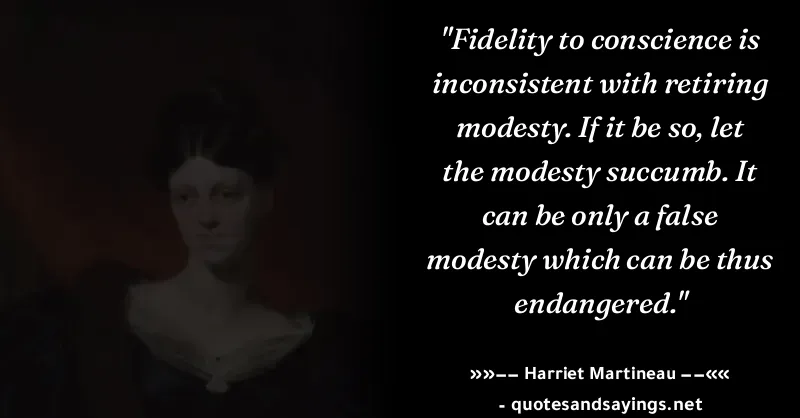 "Fidelity to conscience is
inconsistent with retiring
modesty. If it be so, let
the modesty succumb. It
can be only a false
modesty which can be thus
endangered."
»»–– Harriet Martineau ––««
- quotesandsayings.net